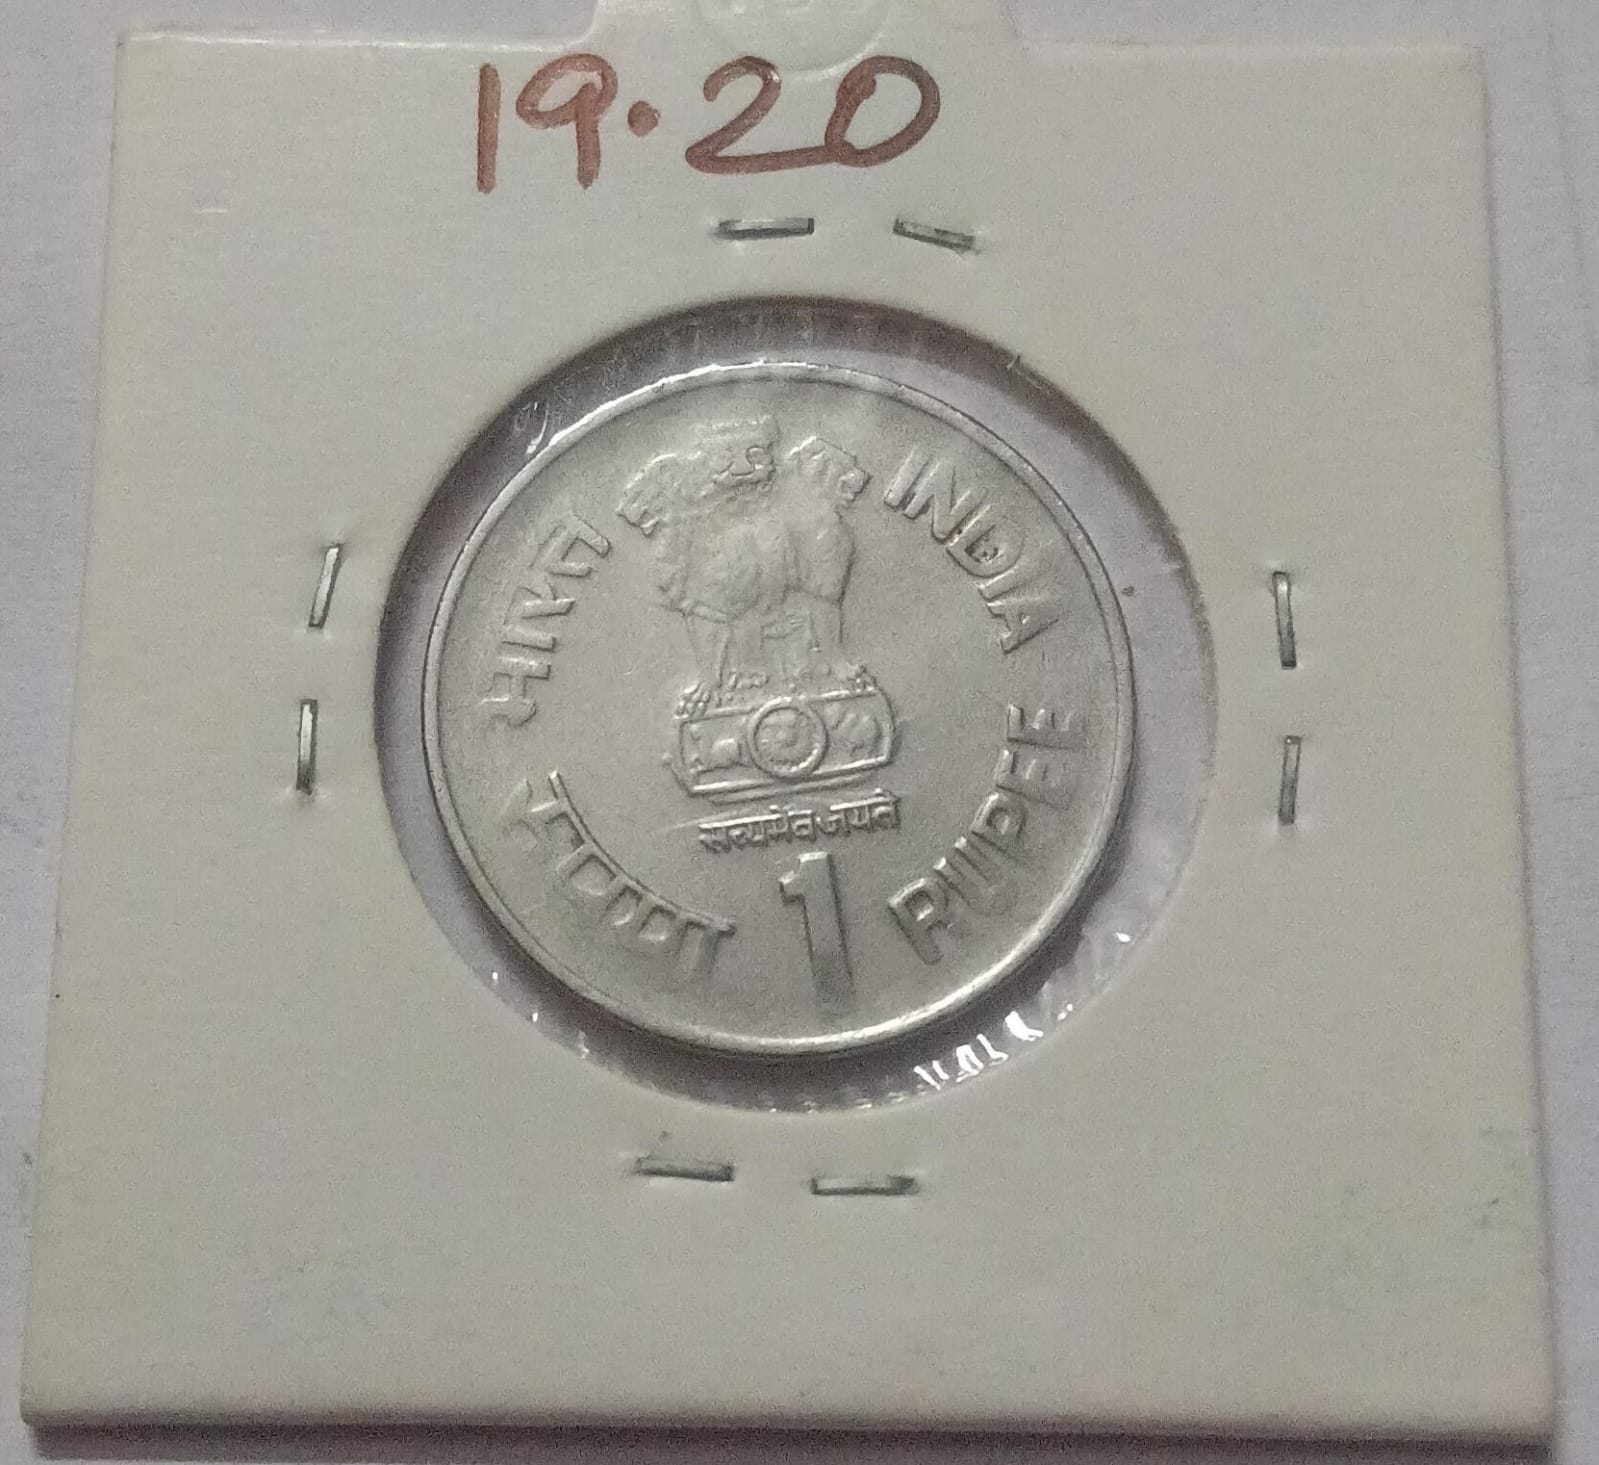 19.20
भारत
INDIA
सत्यमेव जयते
रुपया
1
RUPEE